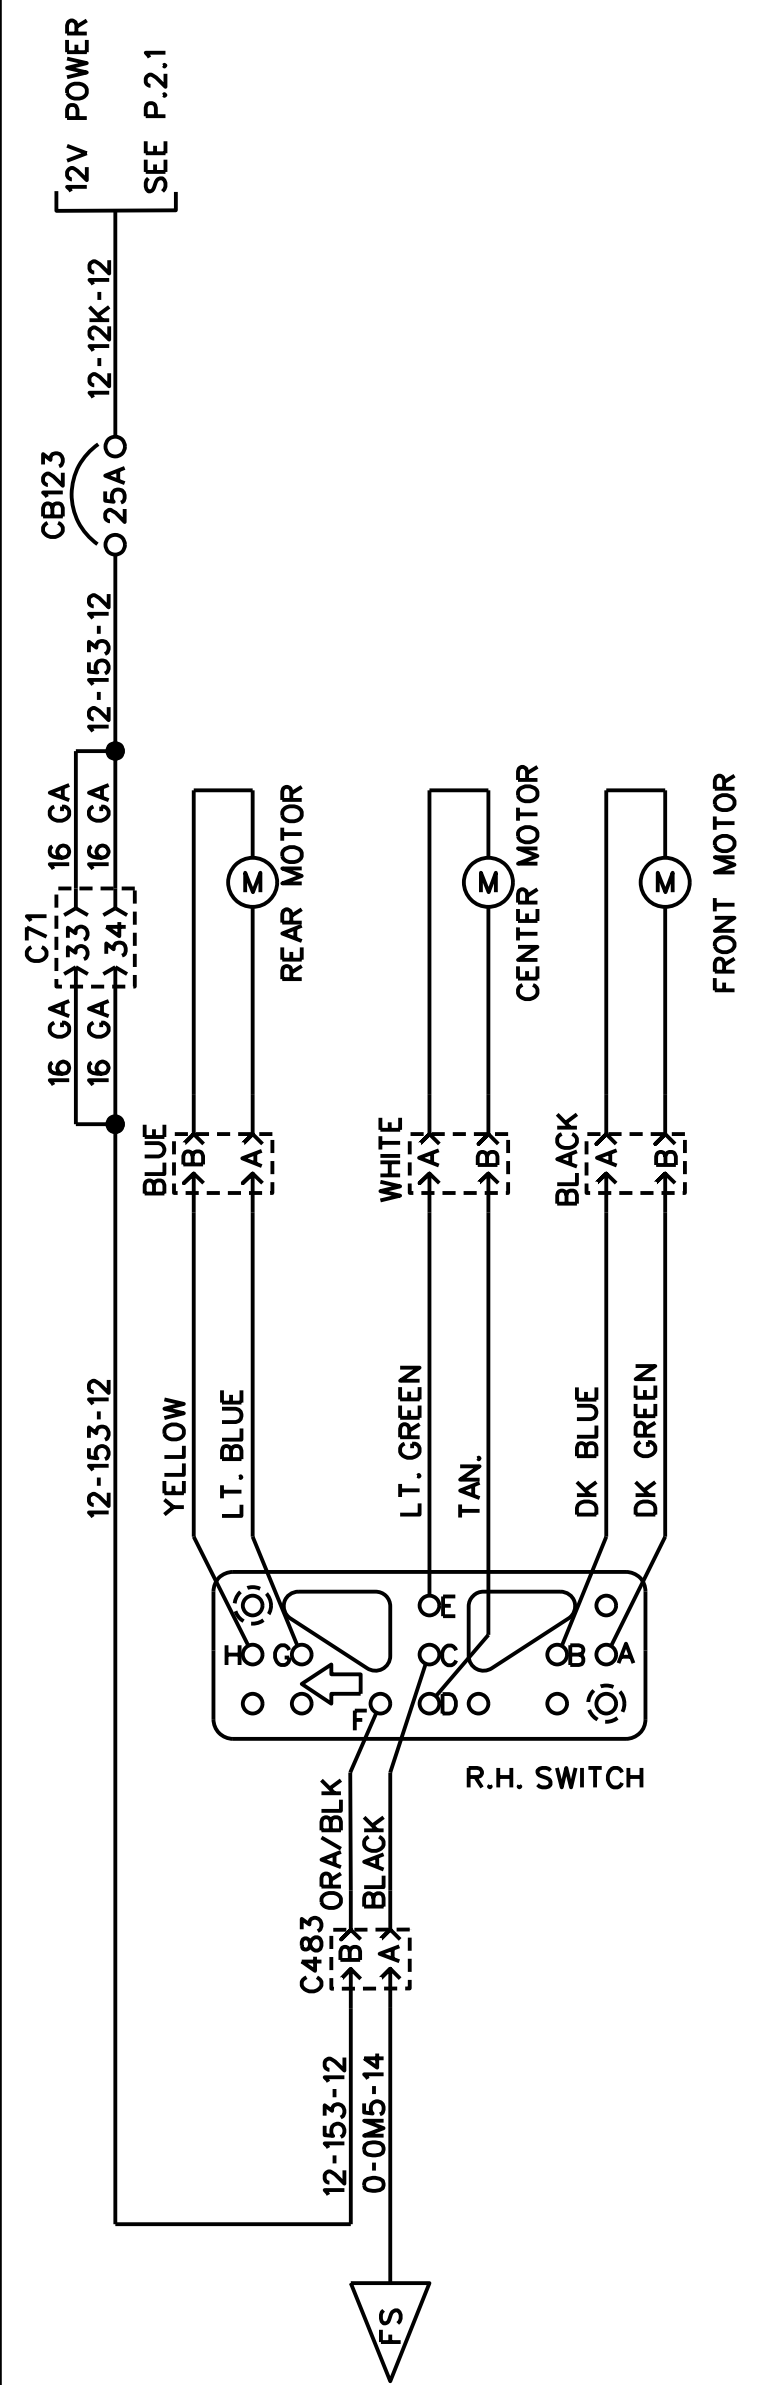 12V POWER
SEE P.2.1
12-12K-12
CB123
25A
12-153-12
16 GA
16 GA
C71
33
34
16 GA
16 GA
M
REAR MOTOR
M
CENTER MOTOR
M
FRONT MOTOR
BLUE
B
A
WHITE
A
B
BLACK
A
B
12-153-12
YELLOW
LT. BLUE
LT. GREEN
TAN.
DK BLUE
DK GREEN
E
H
G
C
B
A
F
D
R.H. SWITCH
ORA/BLK
BLACK
C483
B
A
12-153-12
0-0M5-14
FS